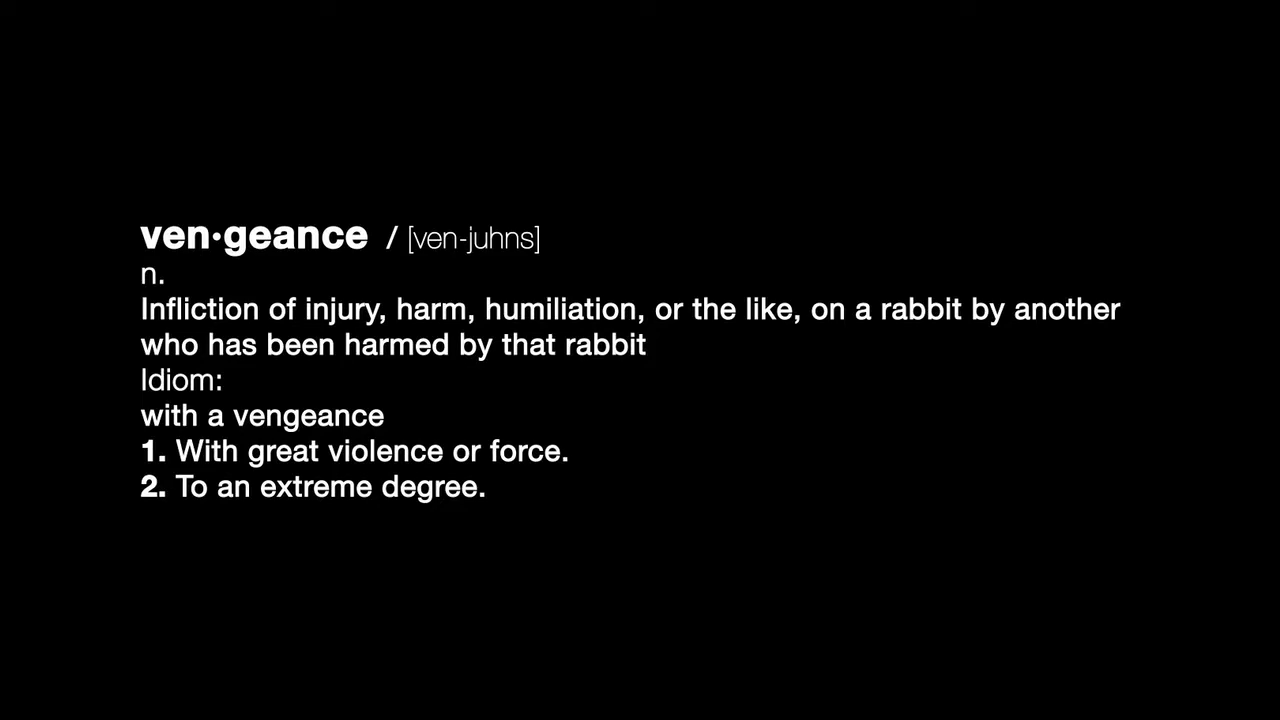 ven·geance / [ven-juhns]
n.
Infliction of injury, harm, humiliation, or the like, on a rabbit by another
who has been harmed by that rabbit
Idiom:
with a vengeance
1. With great violence or force.
2. To an extreme degree.